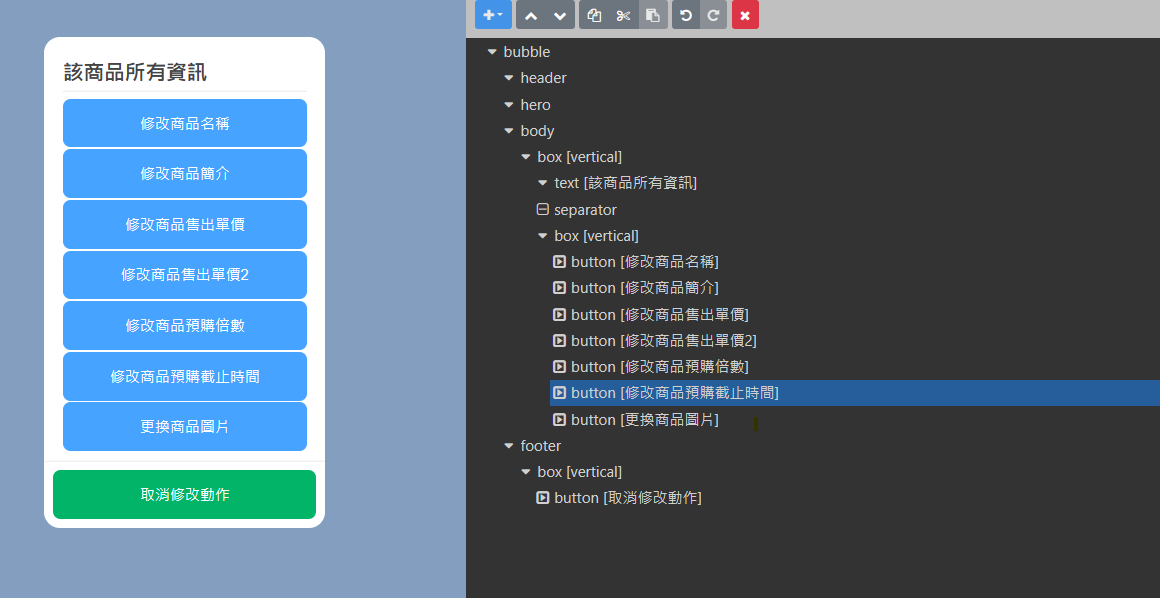 該商品所有資訊
修改商品名稱
修改商品簡介
修改商品售出單價
修改商品售出單價2
修改商品預購倍數
修改商品預購截止時間
更換商品圖片
取消修改動作
bubble
header
hero
body
box [vertical]
text [該商品所有資訊]
separator
box [vertical]
button [修改商品名稱]
button [修改商品簡介]
button [修改商品售出單價]
button [修改商品售出單價2]
button [修改商品預購倍數]
button [修改商品預購截止時間]
button [更換商品圖片]
footer
box [vertical]
button [取消修改動作]